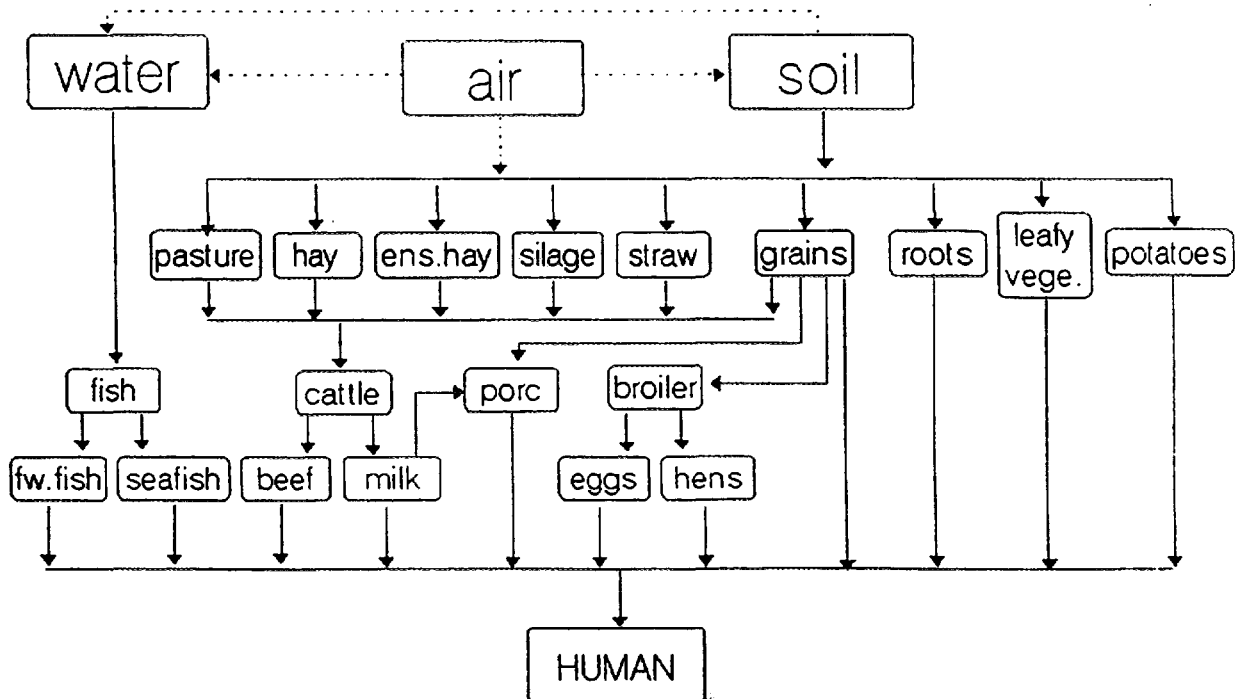 water
air
soil
pasture
hay
ens.hay
silage
straw
grains
roots
leafy
vege.
potatoes
fish
cattle
porc
broiler
fw.fish
seafish
beef
milk
eggs
hens
HUMAN